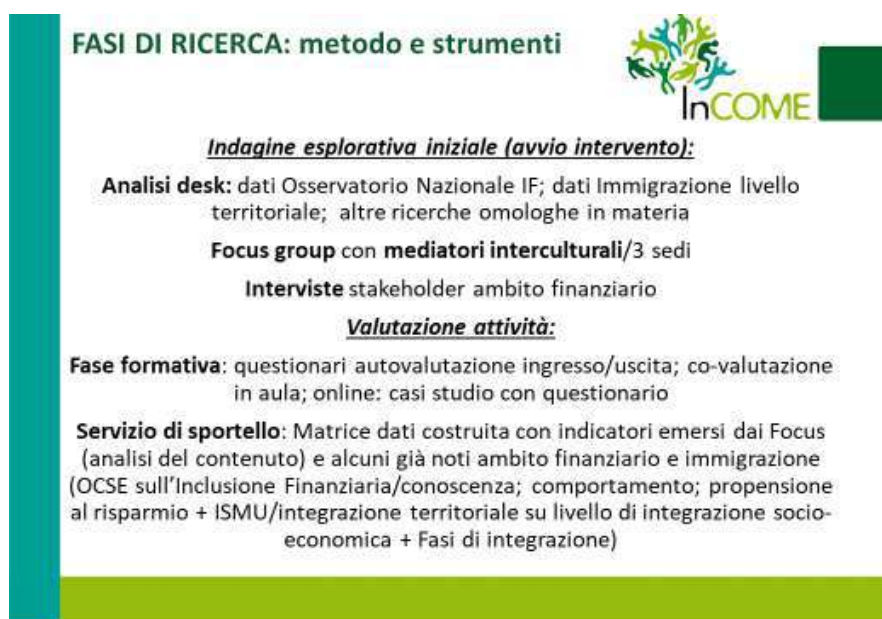 FASI DI RICERCA: metodo e strumenti
InCOME
Indagine esplorativa iniziale (avvio intervento):
Analisi desk: dati Osservatorio Nazionale IF; dati Immigrazione livello
territoriale; altre ricerche omologhe in materia
Focus group con mediatori interculturali/3 sedi
Interviste stakeholder ambito finanziario
Valutazione attività:
Fase formativa: questionari autovalutazione ingresso/uscita; co-valutazione
in aula; online: casi studio con questionario
Servizio di sportello: Matrice dati costruita con indicatori emersi dai Focus
(analisi del contenuto) e alcuni già noti ambito finanziario e immigrazione
(OCSE sull'Inclusione Finanziaria/conoscenza; comportamento; propensione
al risparmio + ISMU/integrazione territoriale su livello di integrazione socio-
economica + Fasi di integrazione)